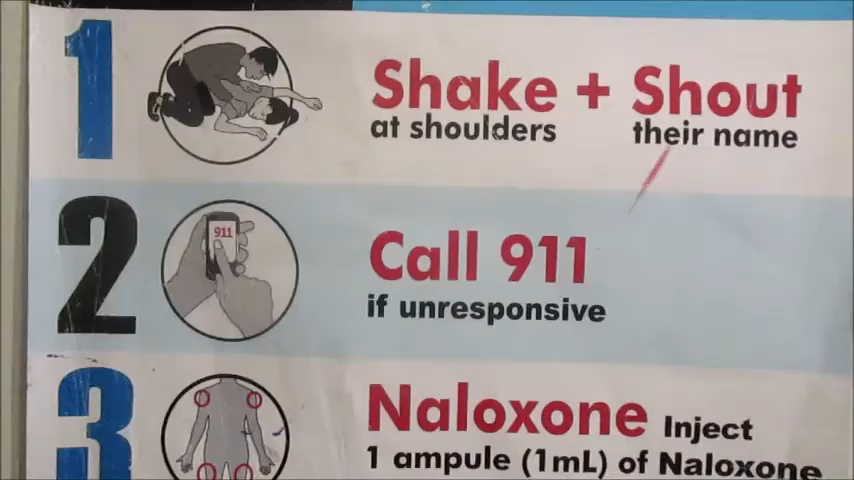 1
Shake + Shout
at shoulders their name
2
911
Call 911
if unresponsive
3
Naloxone Inject
1 ampule (1mL) of Naloxone